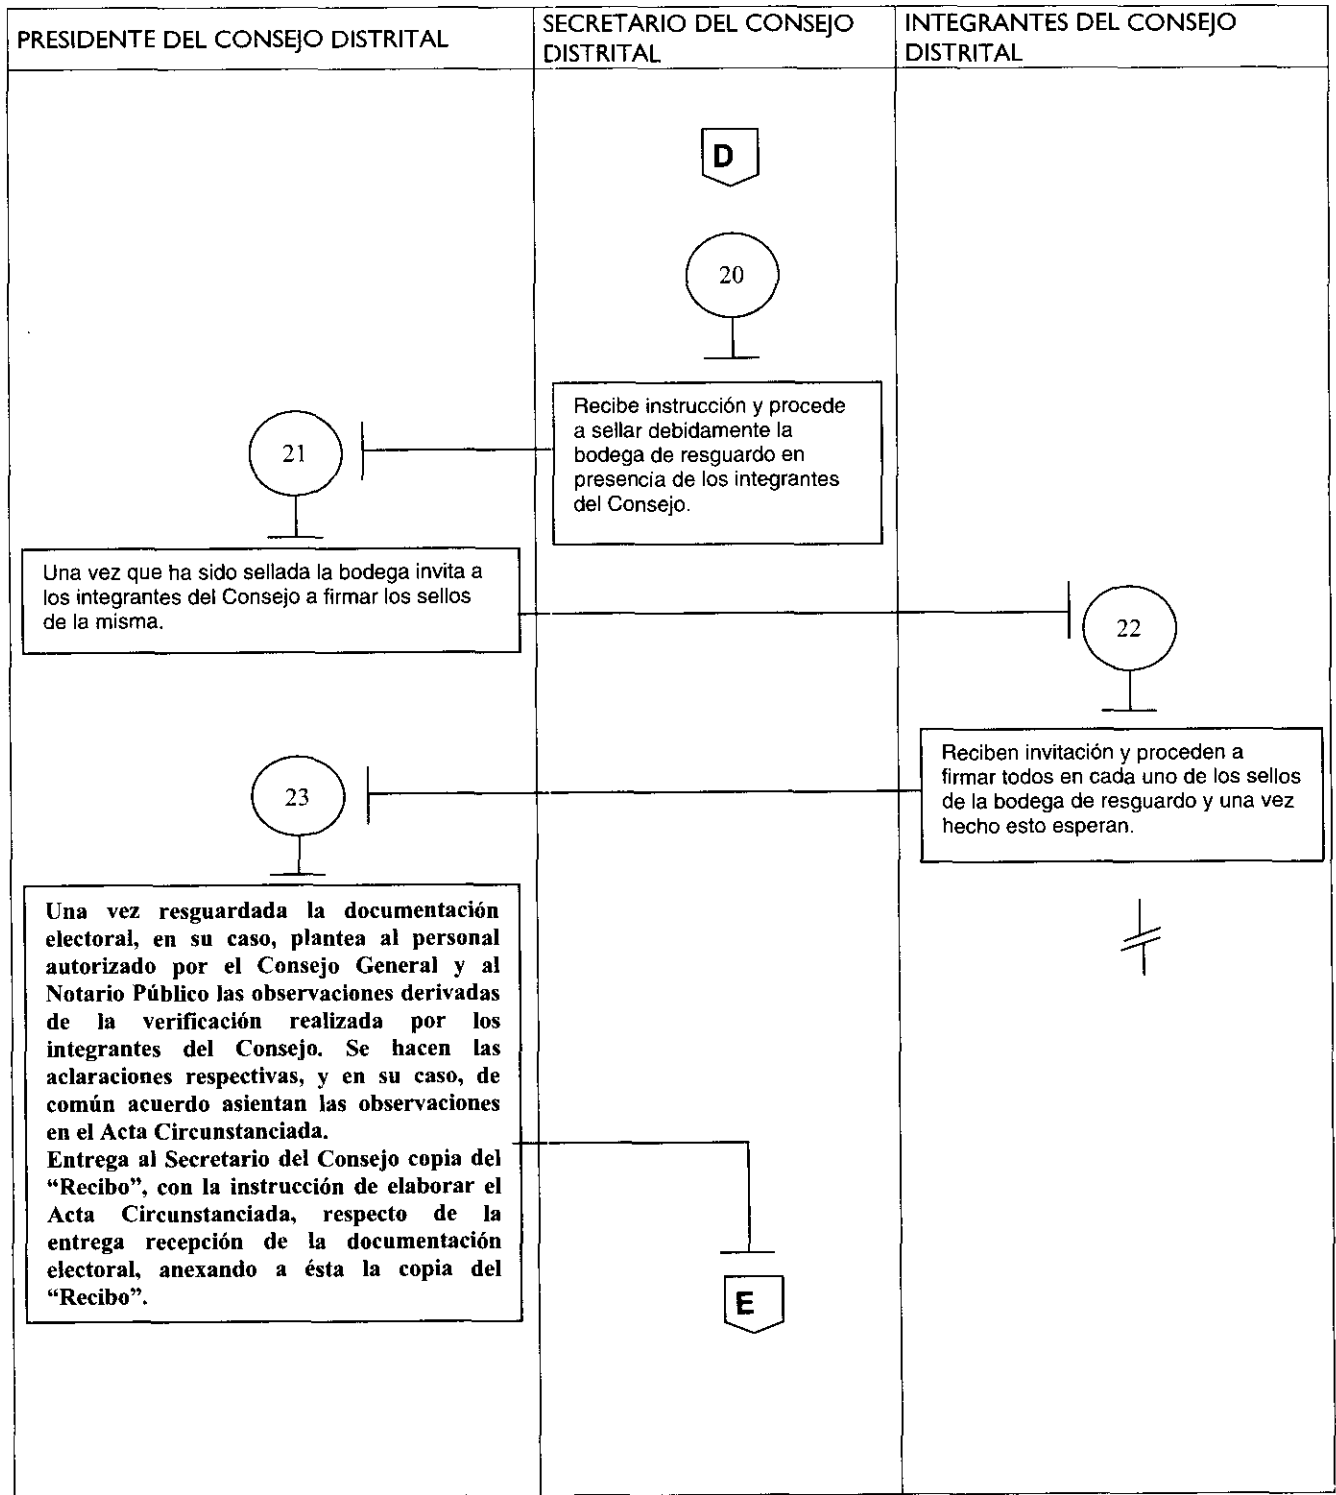 PRESIDENTE DEL CONSEJO DISTRITAL
SECRETARIO DEL CONSEJO
DISTRITAL
INTEGRANTES DEL CONSEJO
DISTRITAL
D
20
Recibe instrucción y procede
a sellar debidamente la
bodega de resguardo en
presencia de los integrantes
del Consejo.
21
Una vez que ha sido sellada la bodega invita a
los integrantes del Consejo a firmar los sellos
de la misma.
22
Reciben invitación y proceden a
firmar todos en cada uno de los sellos
de la bodega de resguardo y una vez
hecho esto esperan.
23
Una vez resguardada la documentación
electoral, en su caso, plantea al personal
autorizado por el Consejo General y al
Notario Público las observaciones derivadas
de la verificación realizada por los
integrantes del Consejo. Se hacen las
aclaraciones respectivas, y en su caso, de
común acuerdo asientan las observaciones
en el Acta Circunstanciada.
Entrega al Secretario del Consejo copia del
“Recibo”, con la instrucción de elaborar el
Acta Circunstanciada, respecto de la
entrega recepción de la documentación
electoral, anexando a ésta la copia del
“Recibo”.
E